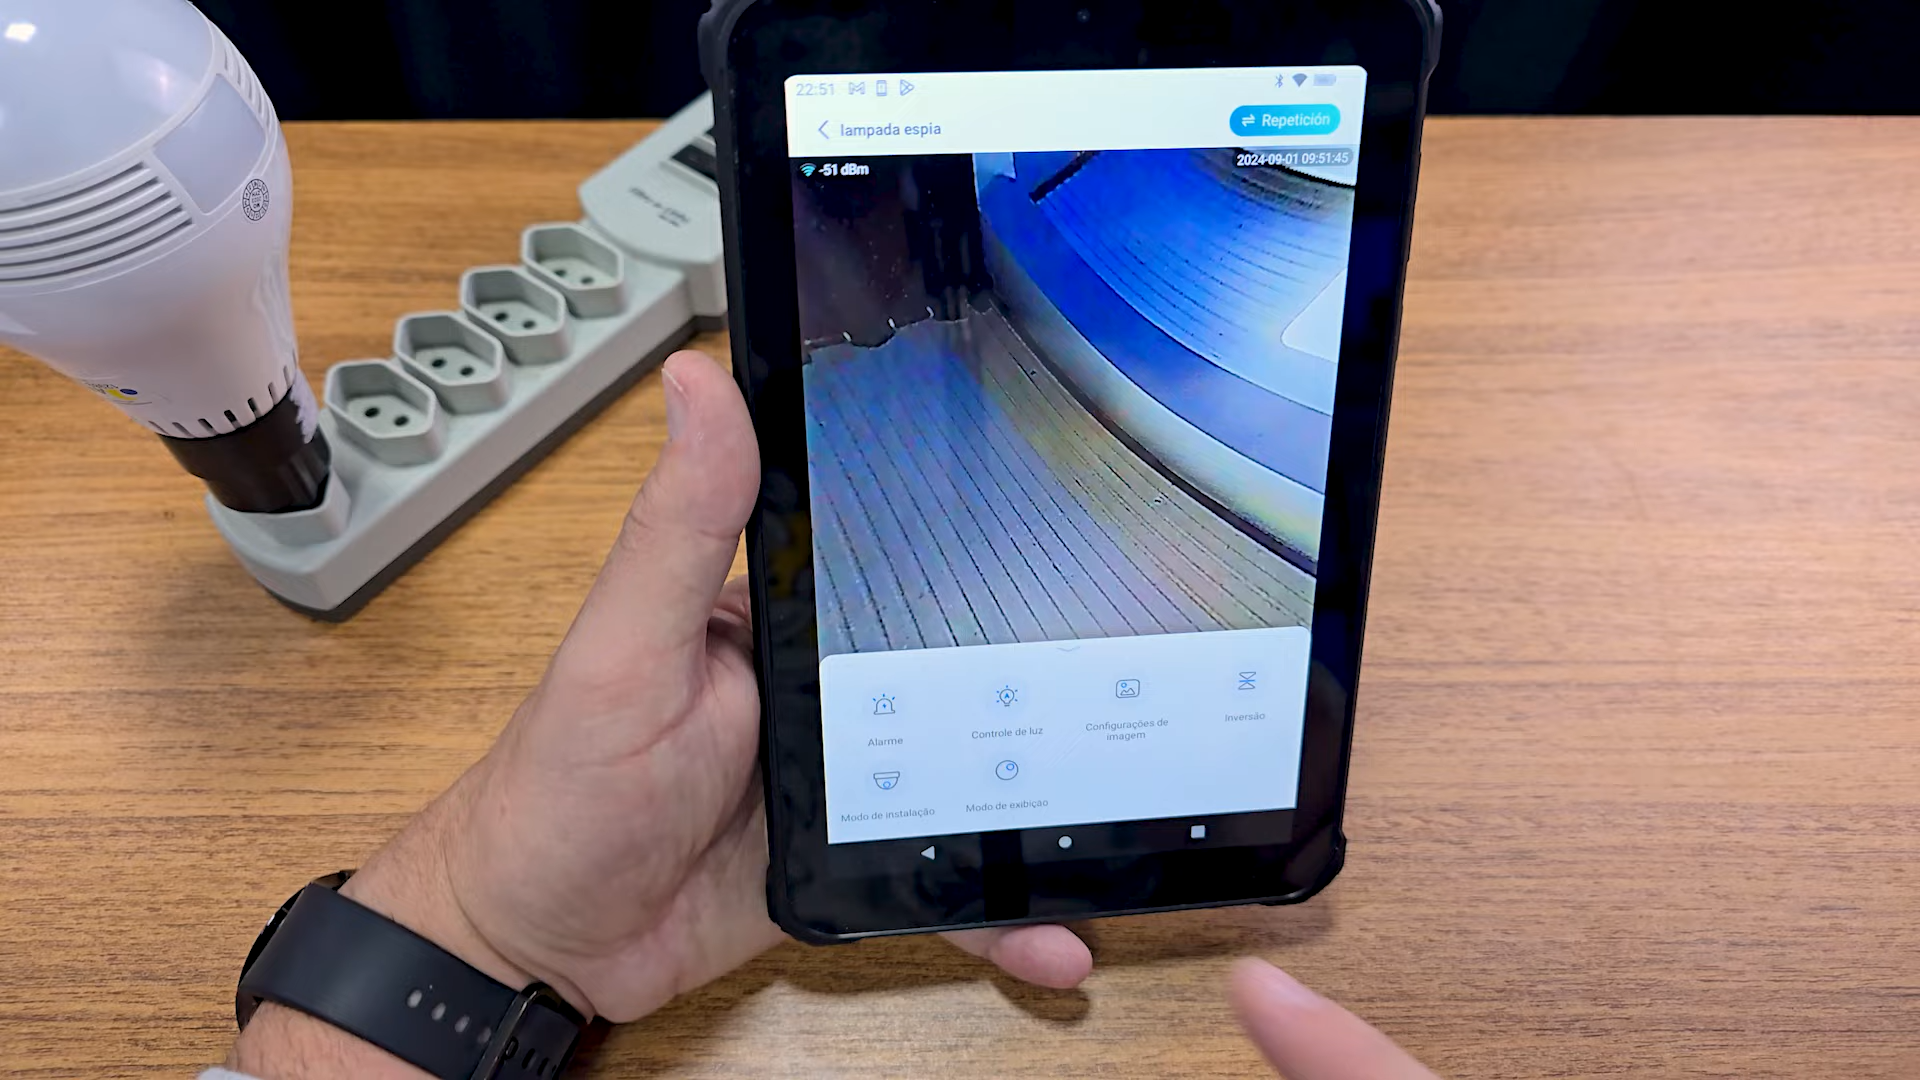 22:51
lampada espia
Repetición
-51 dBm
2024-09-01 09:51:45
Alarme
Controle de luz
Configurações de
imagem
Inversão
Modo de instalação
Modo de exibição